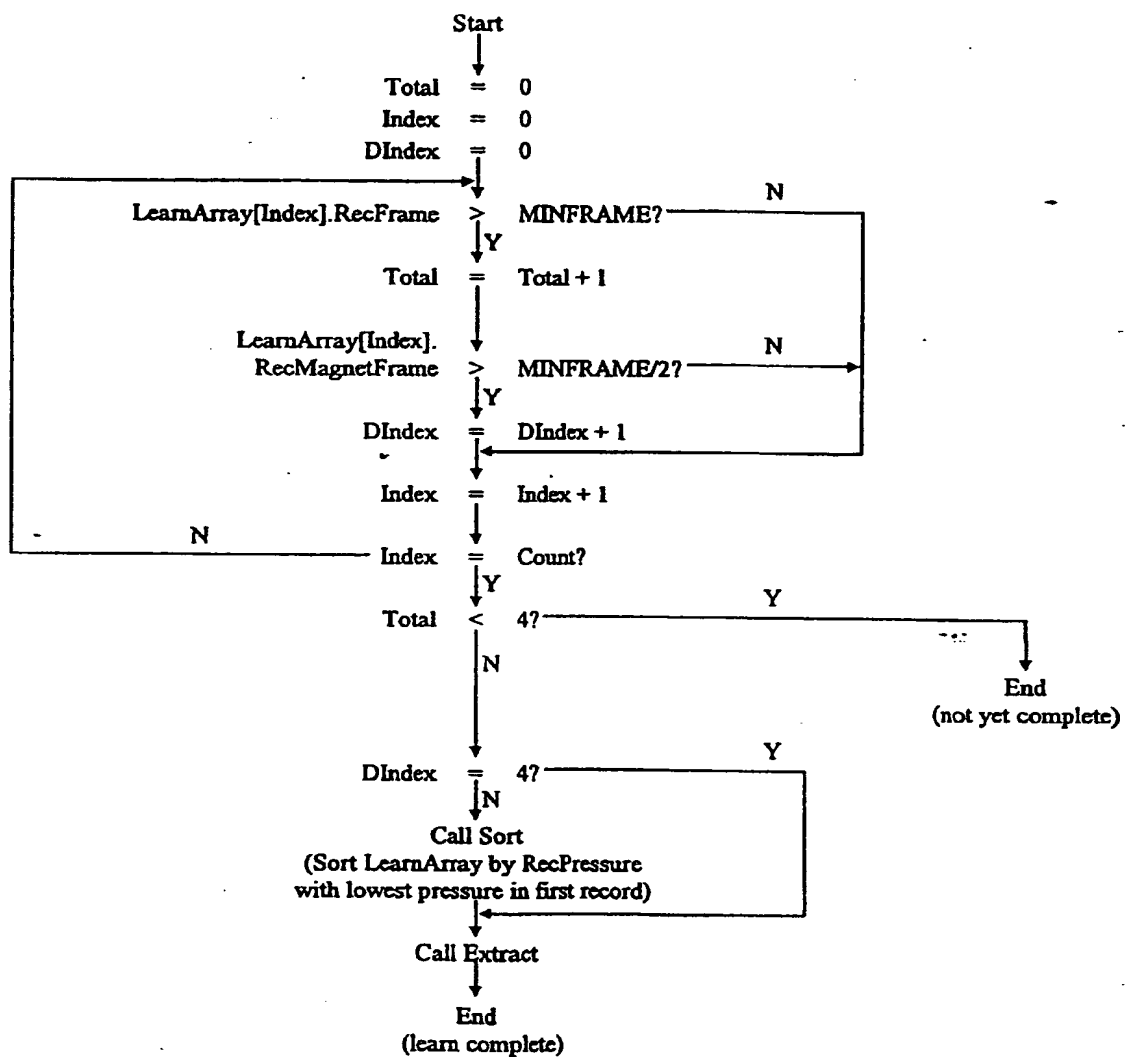 Start
Total = 0
Index = 0
DIndex = 0
LearnArray[Index].RecFrame > MINFRAME? N
Y
Total = Total + 1
LearnArray[Index].
RecMagnetFrame > MINFRAME/2? N
Y
DIndex = DIndex + 1
Index = Index + 1
N
Index = Count?
Y
Total < 4? Y
N
End
(not yet complete)
DIndex = 4? Y
N
Call Sort
(Sort LearnArray by RecPressure
with lowest pressure in first record)
Call Extract
End
(learn complete)